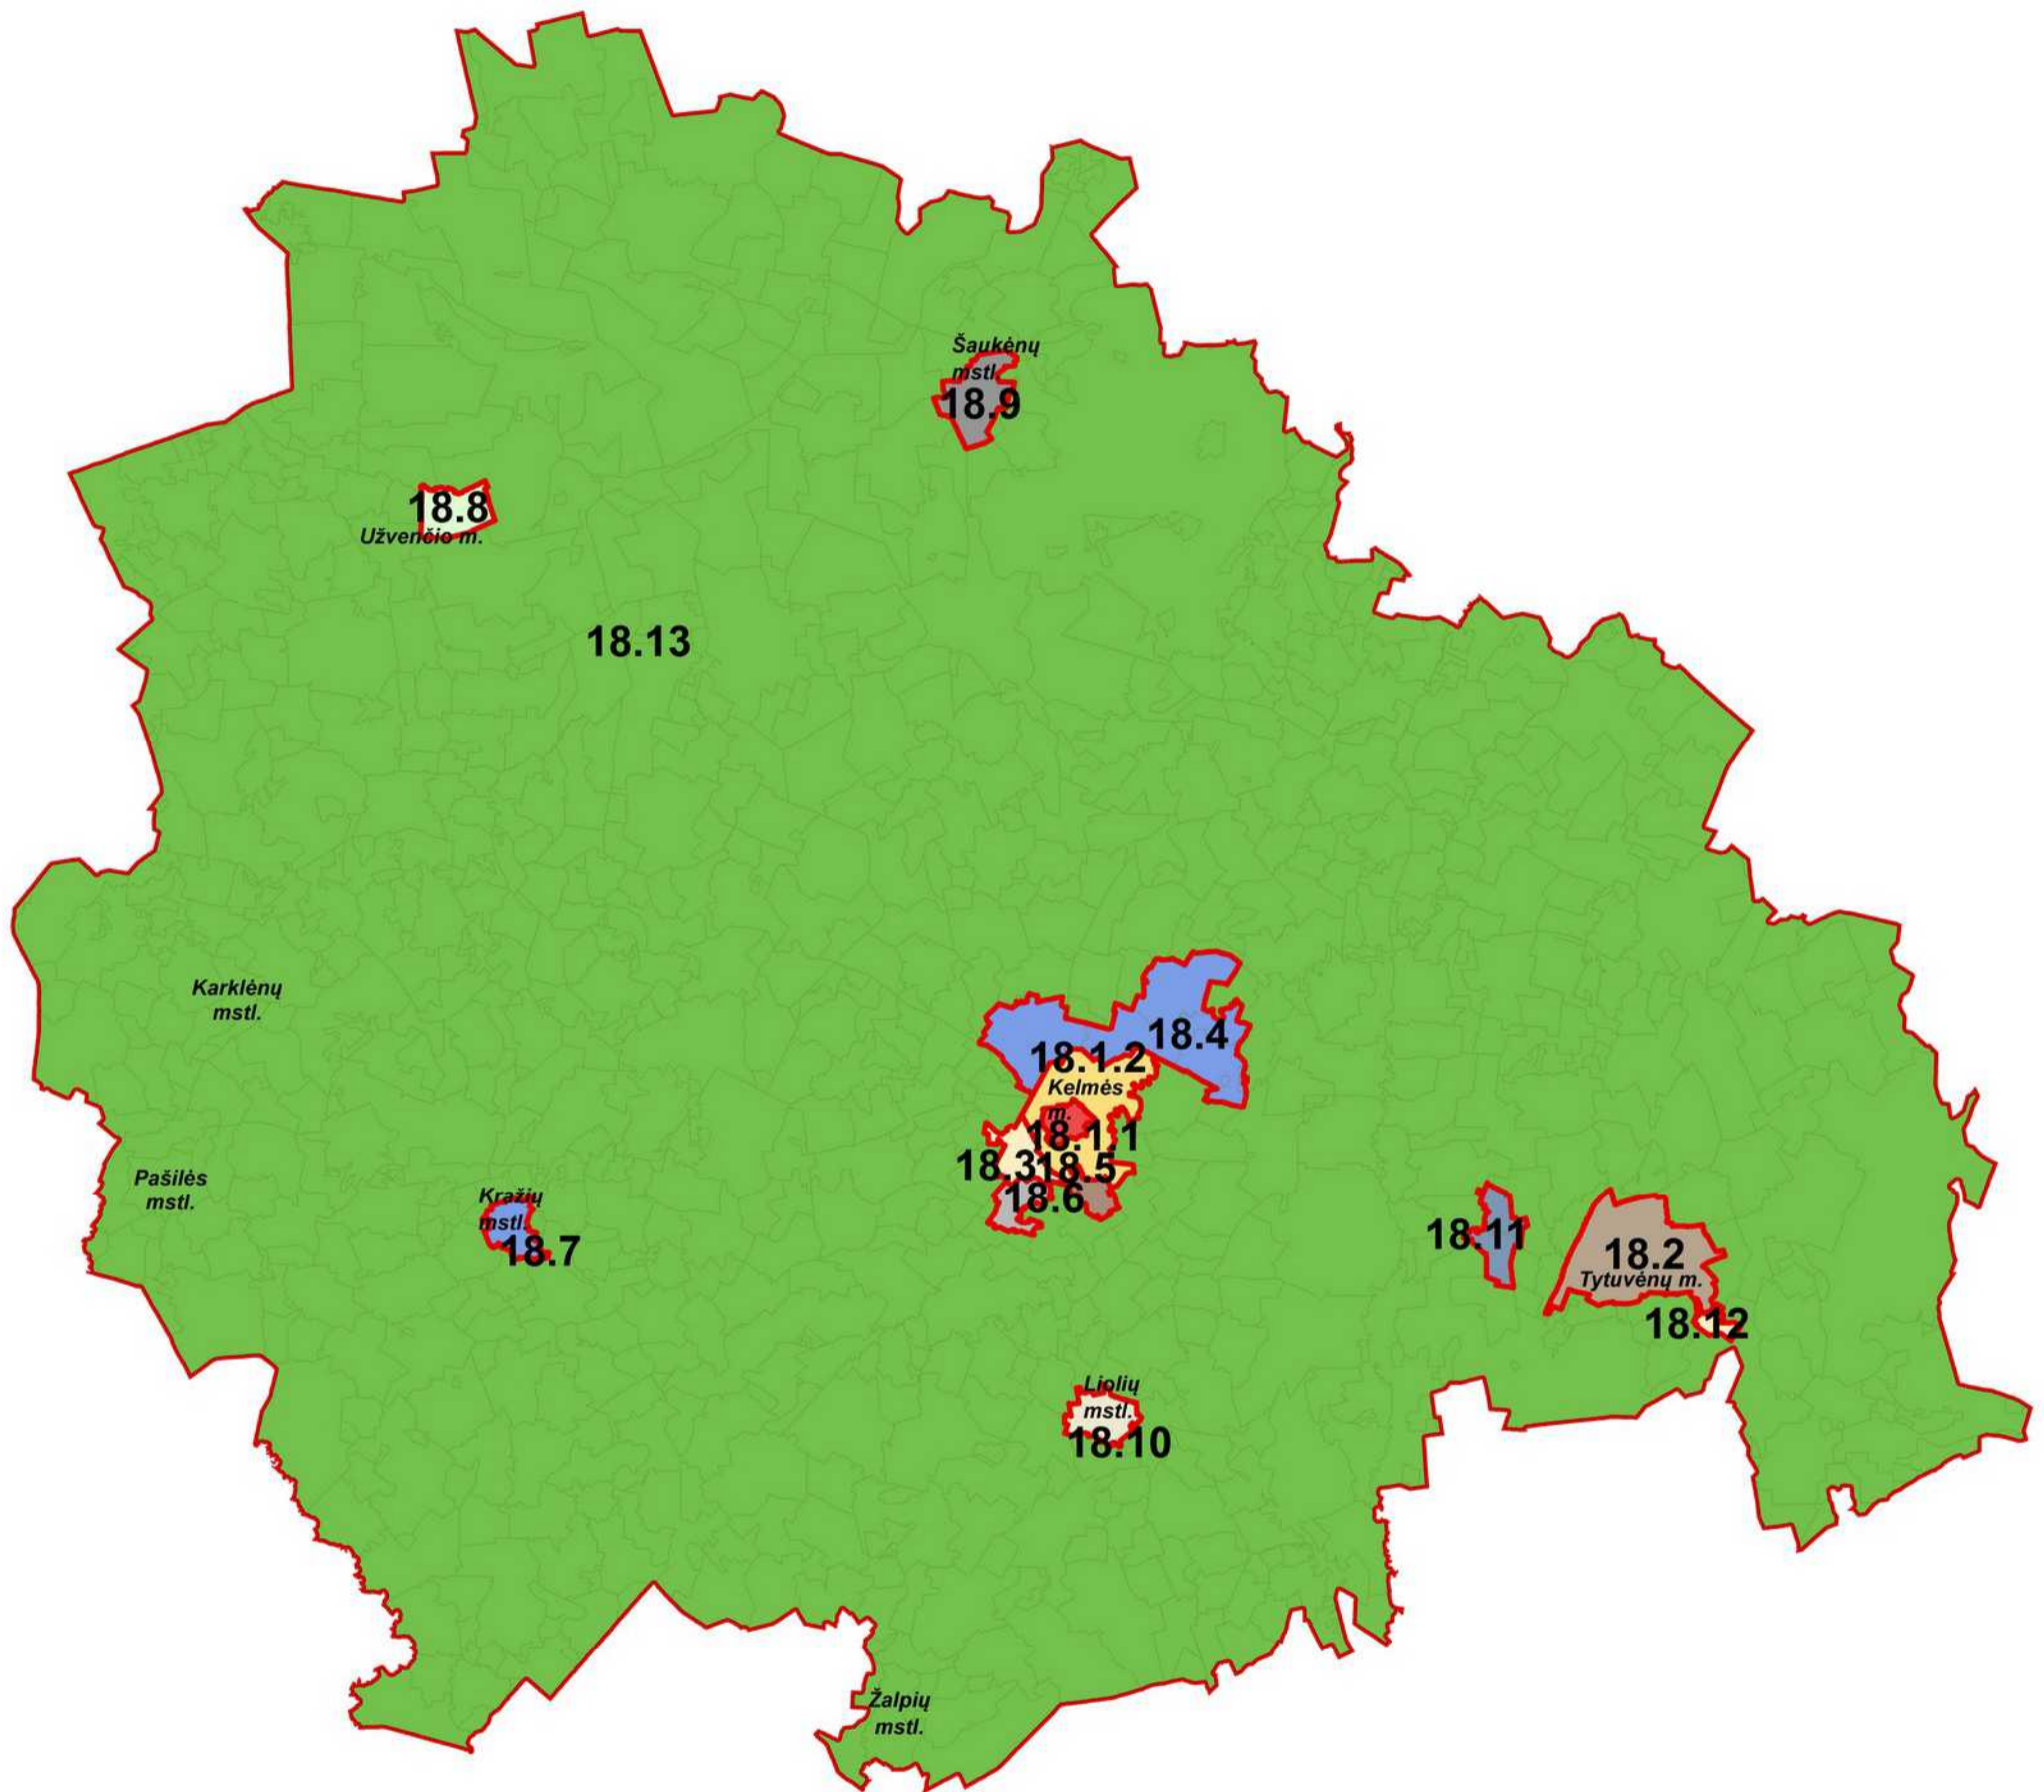 Šaukėnų
mstl.
18.9
18.8
Užvenčio m.
18.13
Karklėnų
mstl.
18.4
18.1.2
Kelmės
m.
18.1.1
18.3
18.5
18.6
Pašilės
mstl.
Kražių
mstl.
18.7
18.11
18.2
Tytuvėnų m.
18.12
Liolių
mstl.
18.10
Žalpių
mstl.